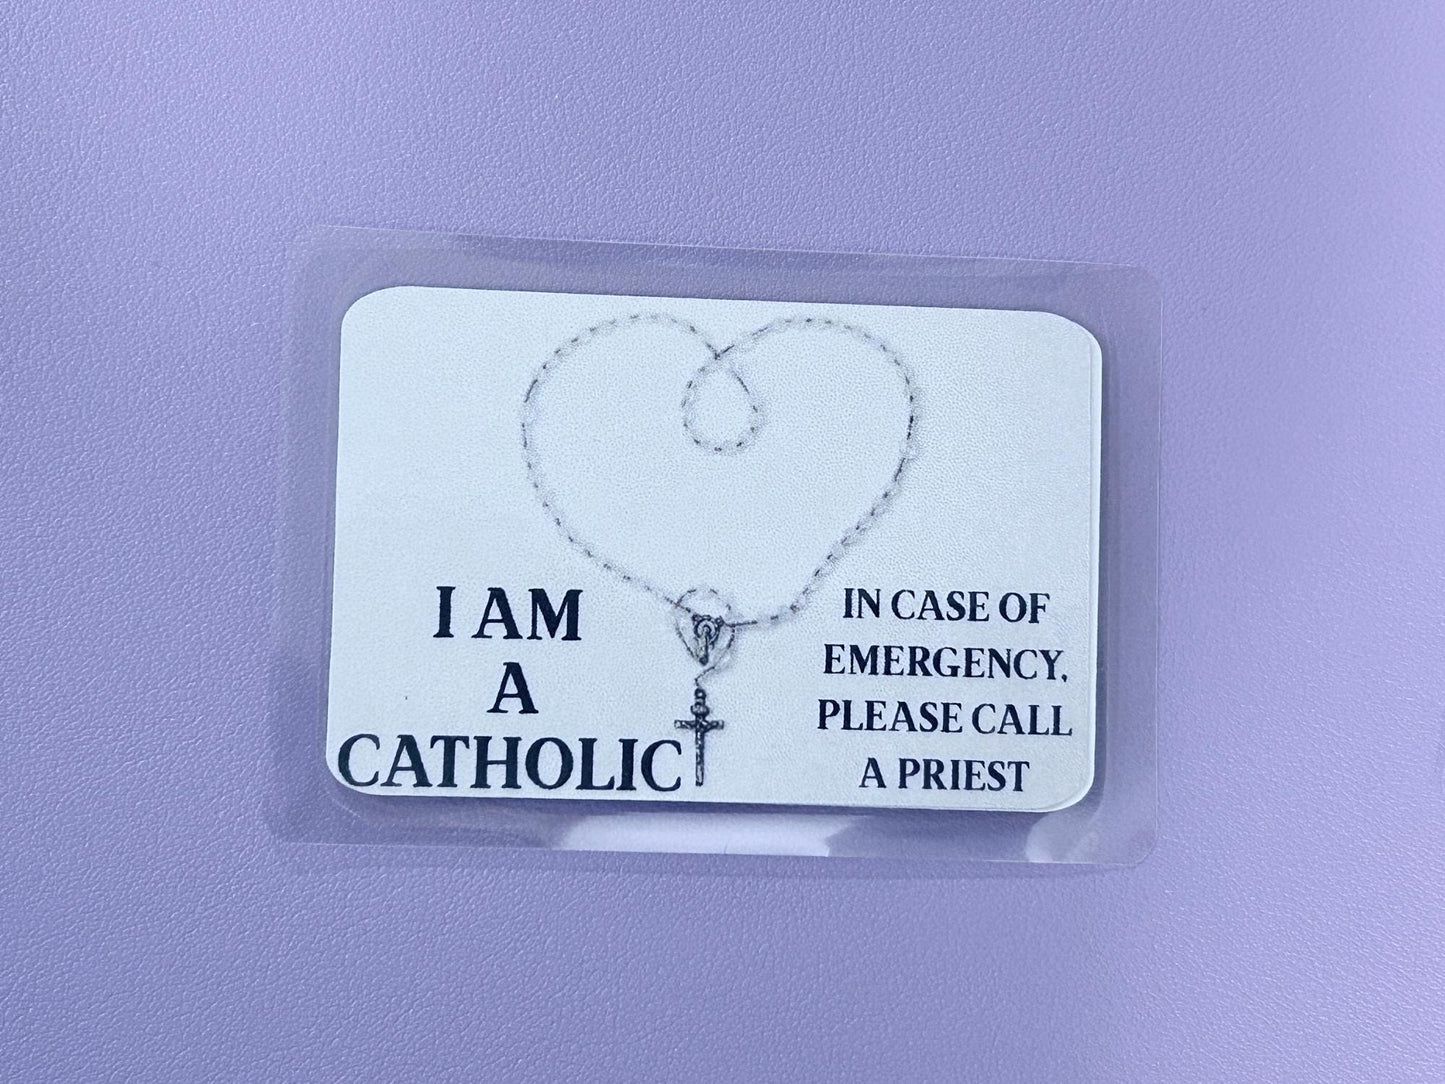 I AM
A
CATHOLIC
IN CASE OF
EMERGENCY,
PLEASE CALL
A PRIEST